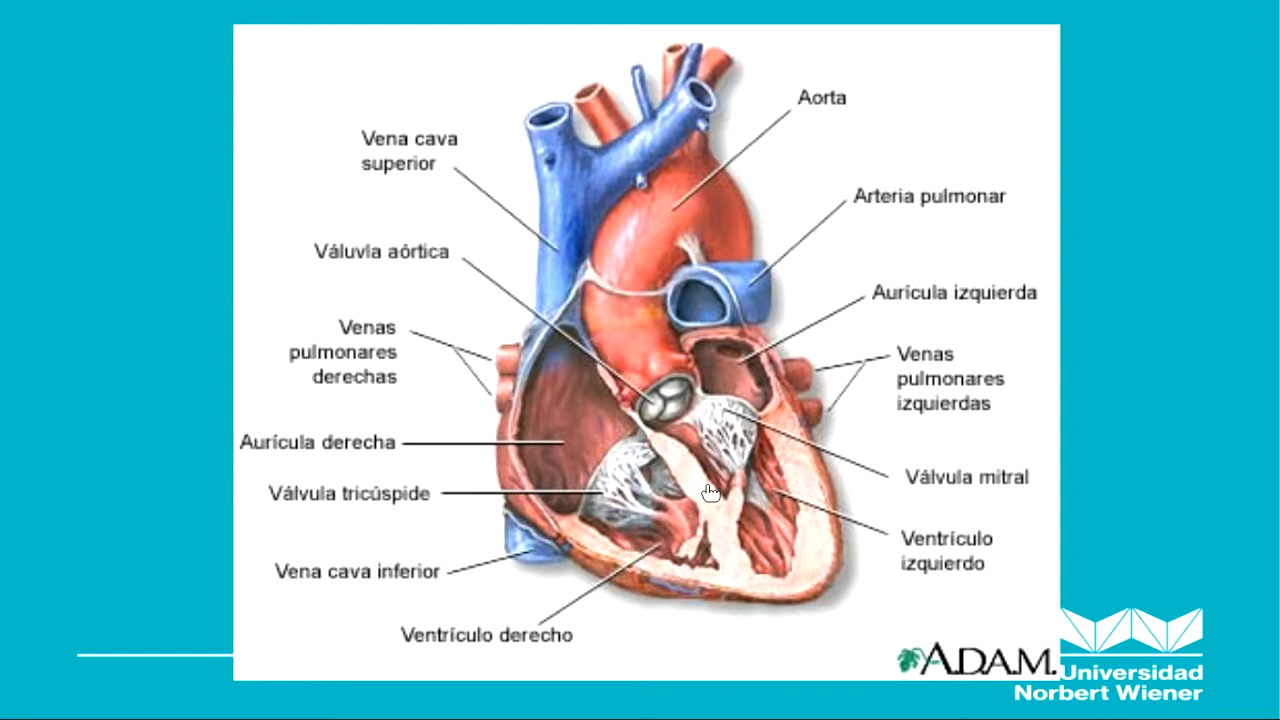 Aorta
Vena cava
superior
Arteria pulmonar
Váluvla aórtica
Aurícula izquierda
Venas
pulmonares
derechas
Venas
pulmonares
izquierdas
Aurícula derecha
Válvula mitral
Válvula tricúspide
Ventrículo
izquierdo
Vena cava inferior
Ventrículo derecho
A.D.A.M.
Universidad
Norbert Wiener